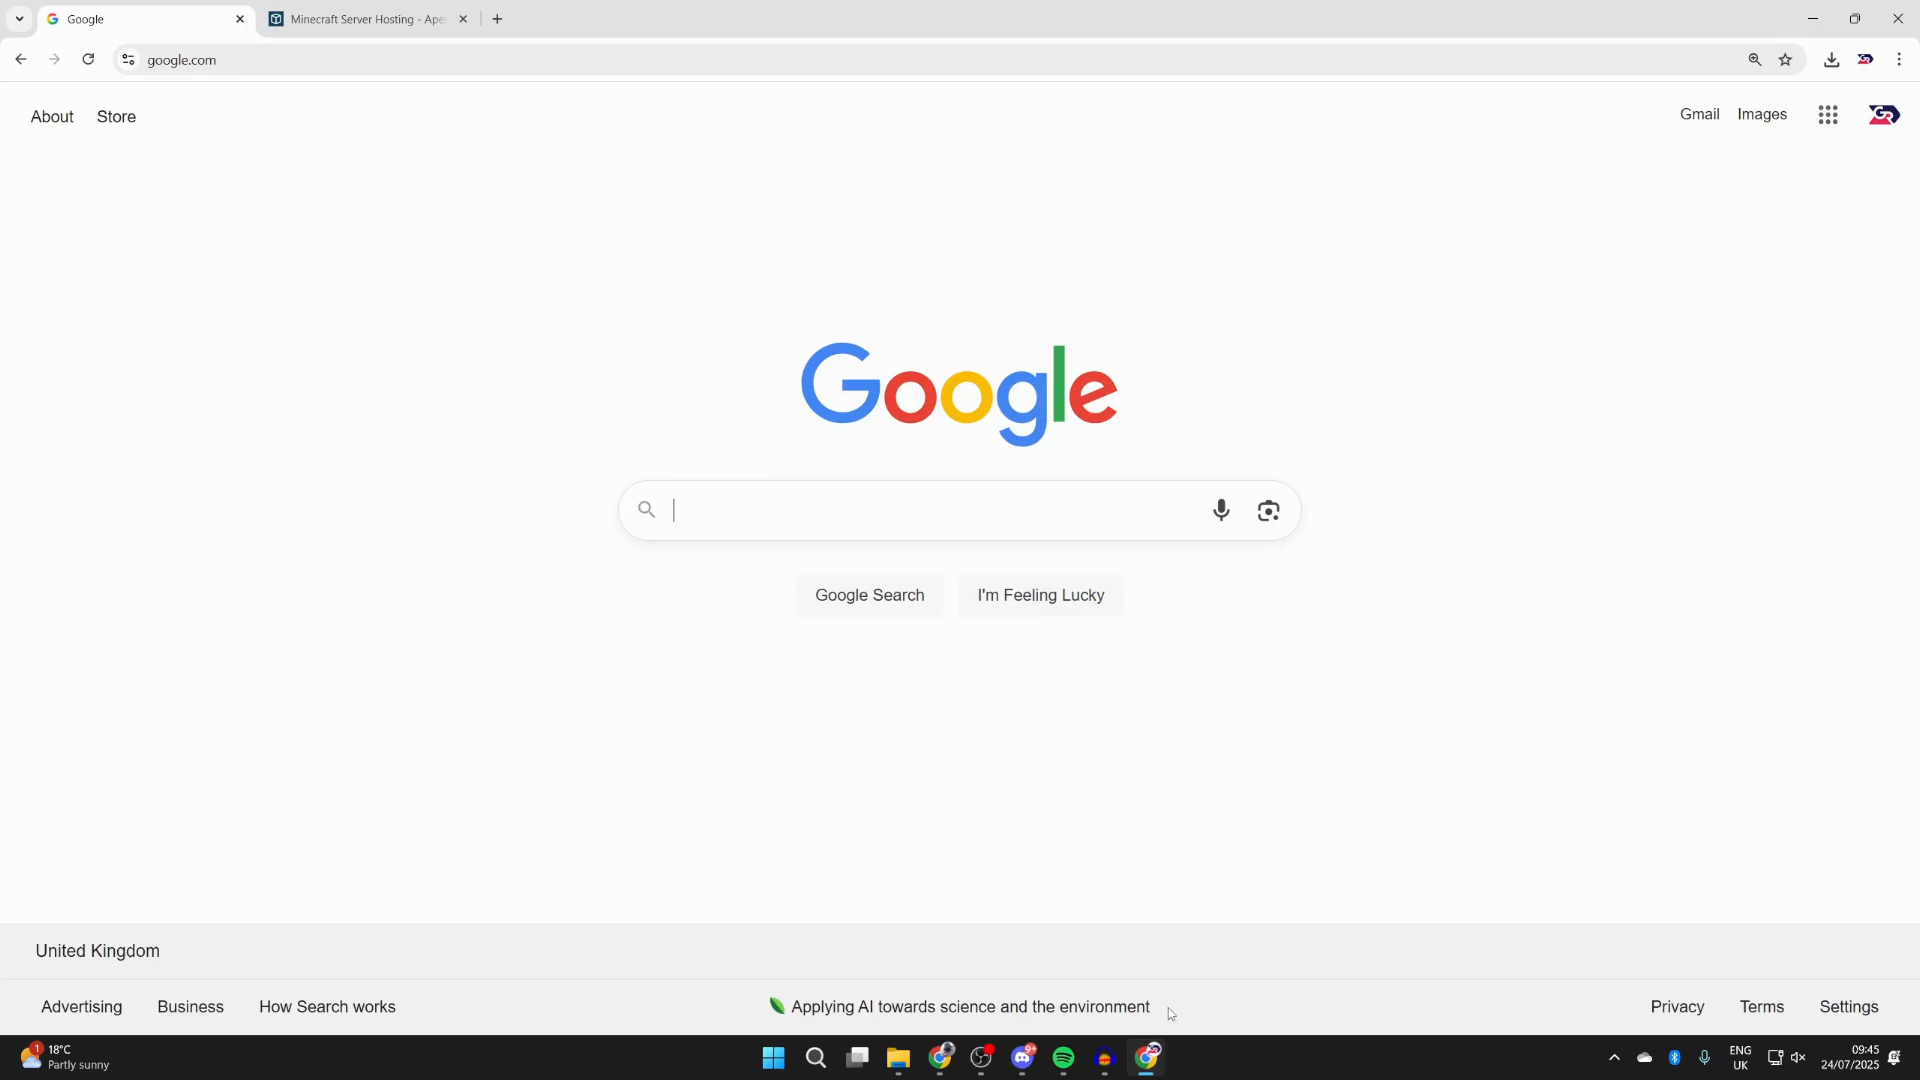 Google
Minecraft Server Hosting - Ape
google.com
About
Store
Gmail
Images
Google
Google Search
I'm Feeling Lucky
United Kingdom
Advertising
Business
How Search works
Applying AI towards science and the environment
Privacy
Terms
Settings
1
18°C
Partly sunny
9+
ENG
UK
09:45
24/07/2025